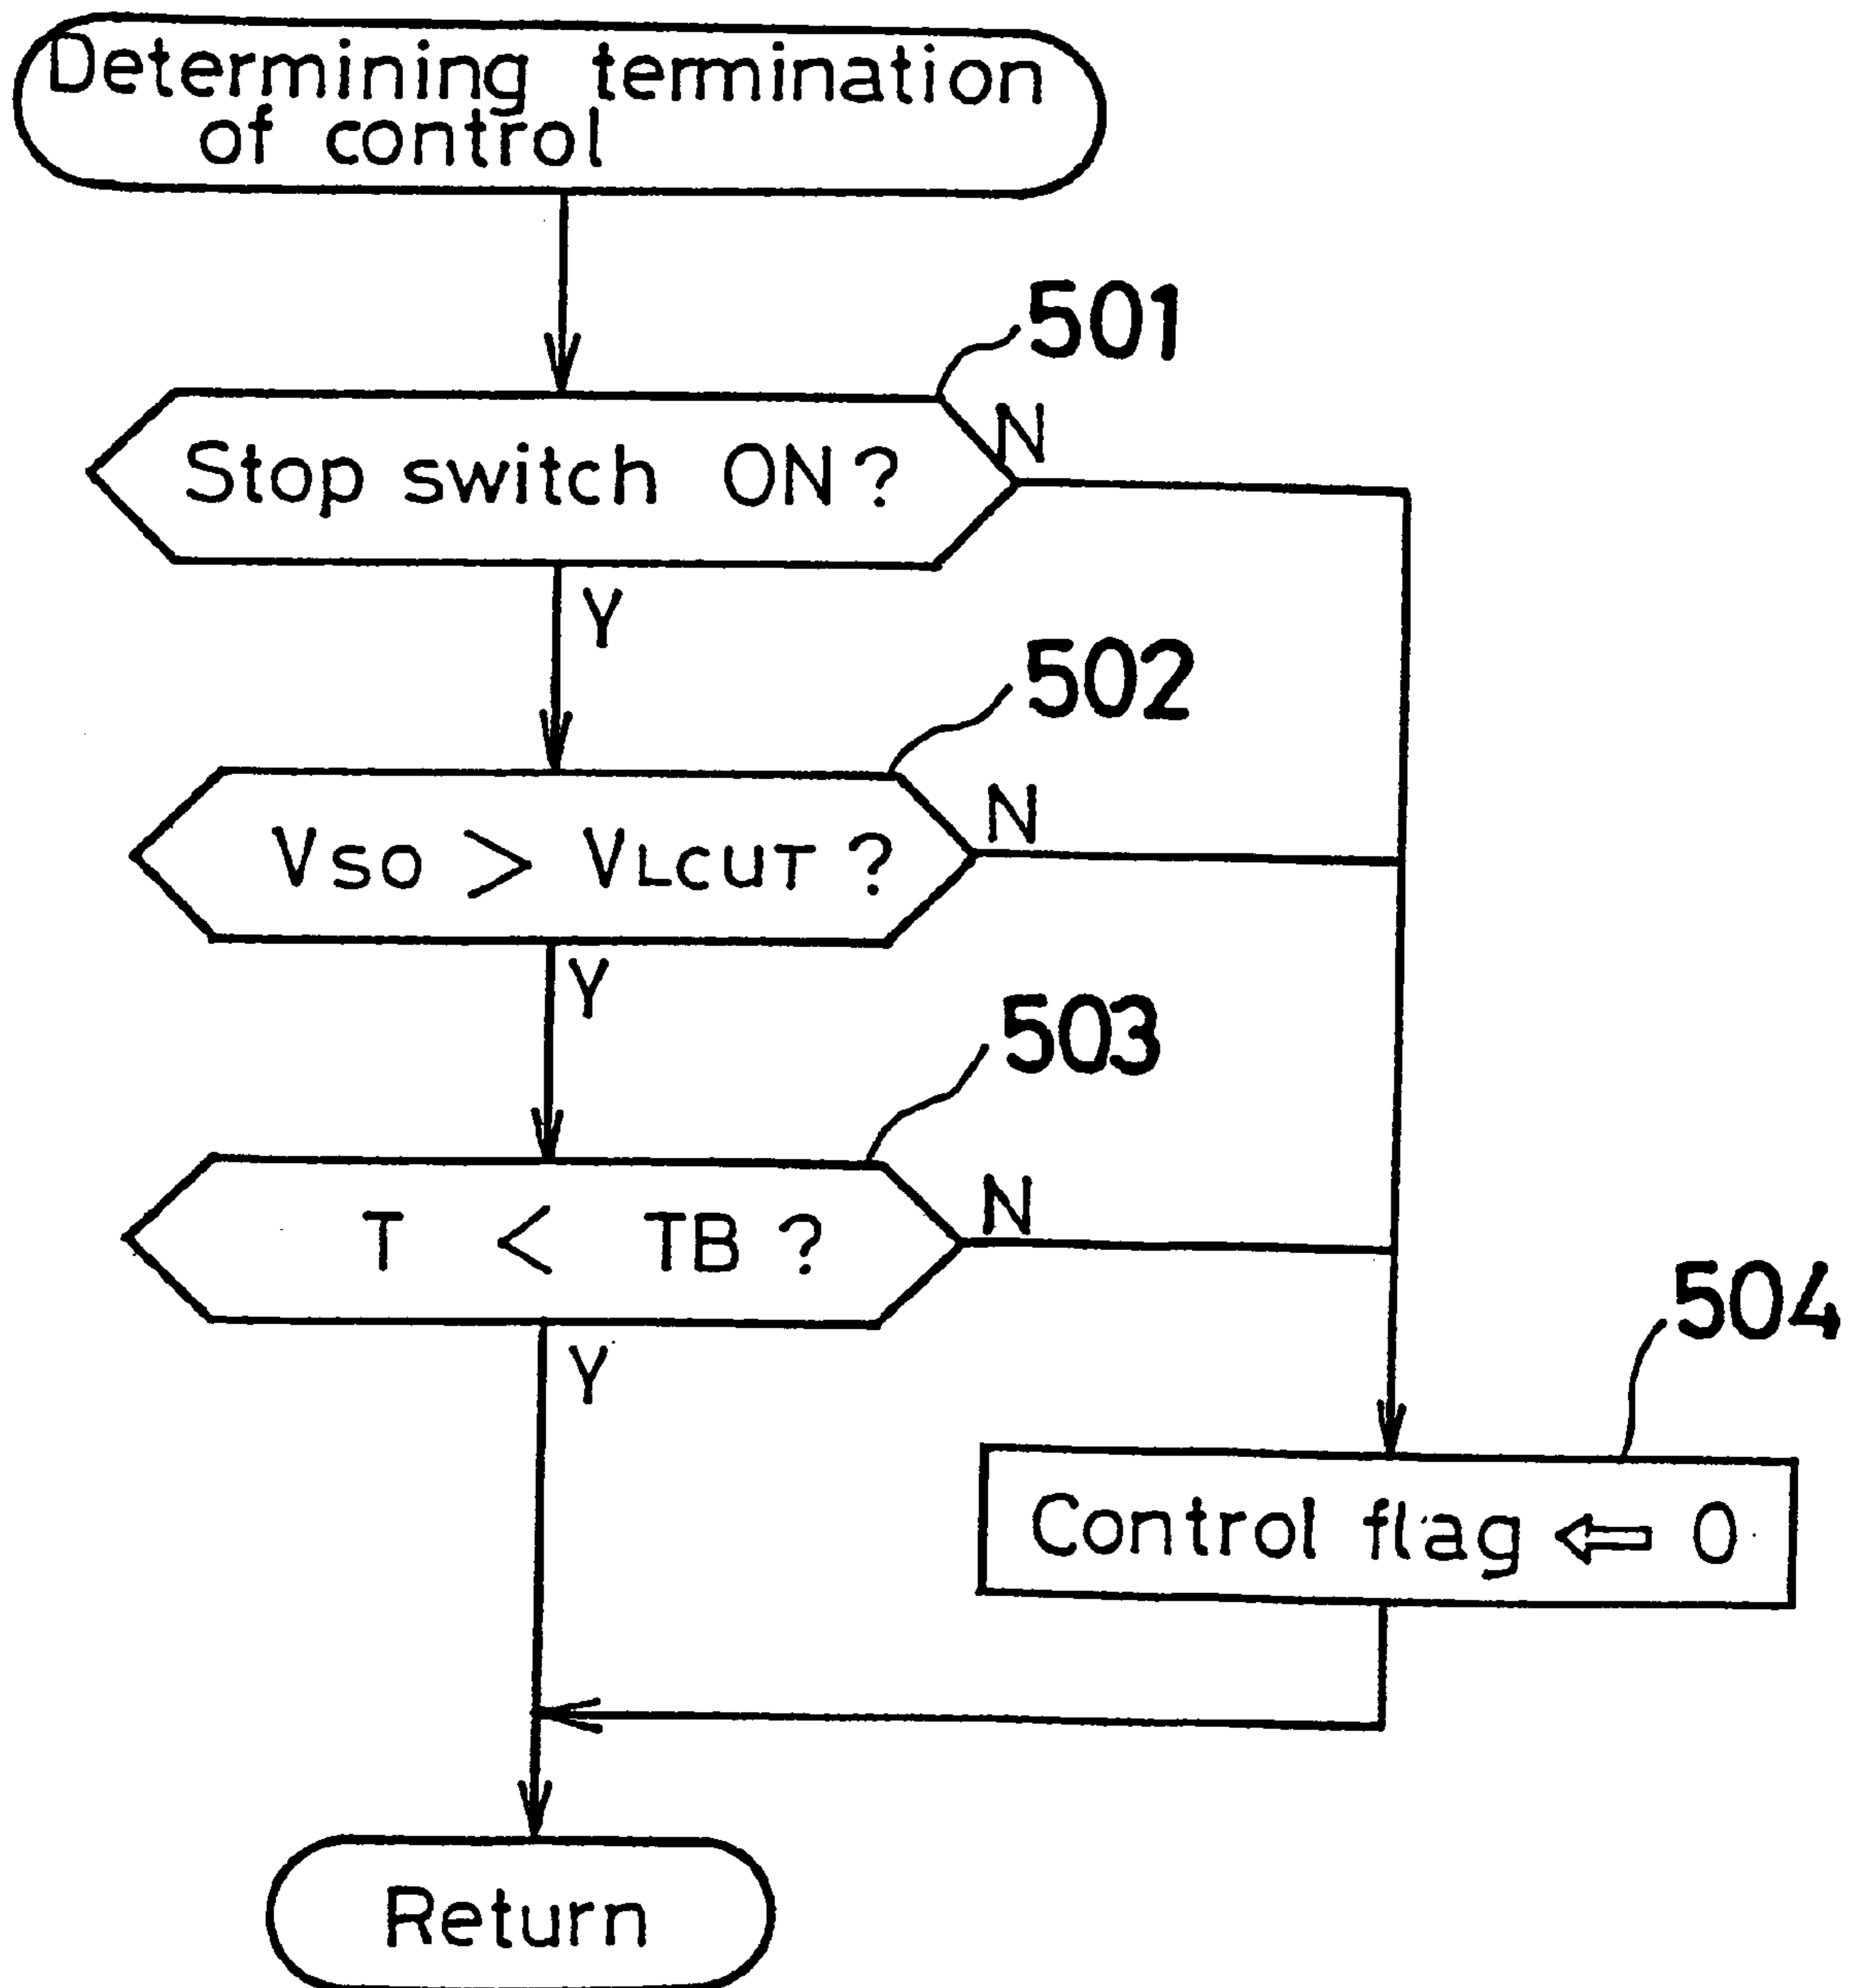 Determining termination
of control
501
Stop switch ON?
N
Y
502
VSO > VLCUT ?
N
Y
503
T < TB ?
N
Y
504
Control flag ⇐ 0
Return